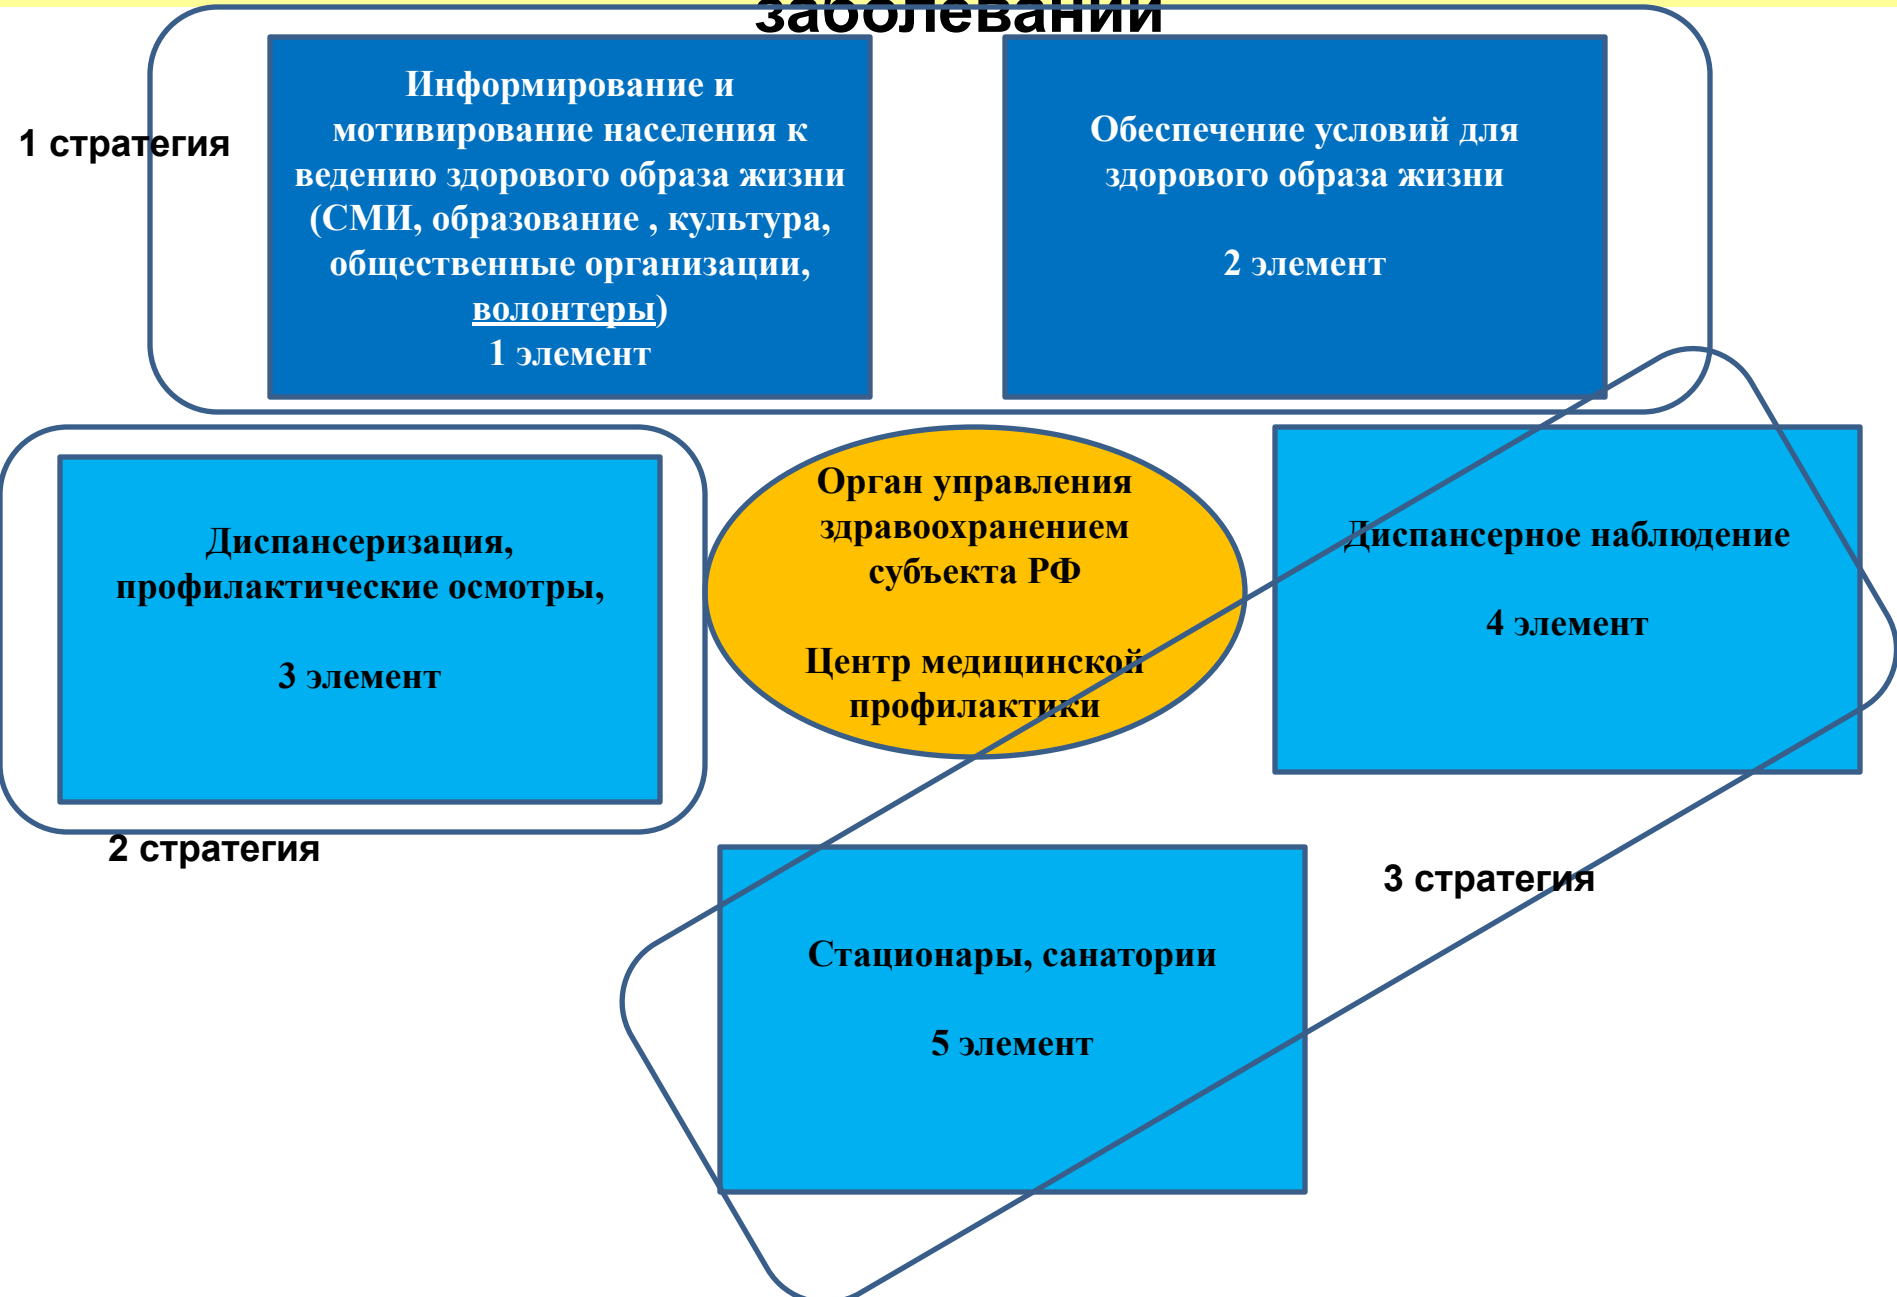 заболеваний
1 стратегия
Информирование и
мотивирование населения к
ведению здорового образа жизни
(СМИ, образование , культура,
общественные организации,
волонтеры)
1 элемент
Обеспечение условий для
здорового образа жизни
2 элемент
Диспансеризация,
профилактические осмотры,
3 элемент
2 стратегия
Орган управления
здравоохранением
субъекта РФ
Центр медицинской
профилактики
Диспансерное наблюдение
4 элемент
3 стратегия
Стационары, санатории
5 элемент